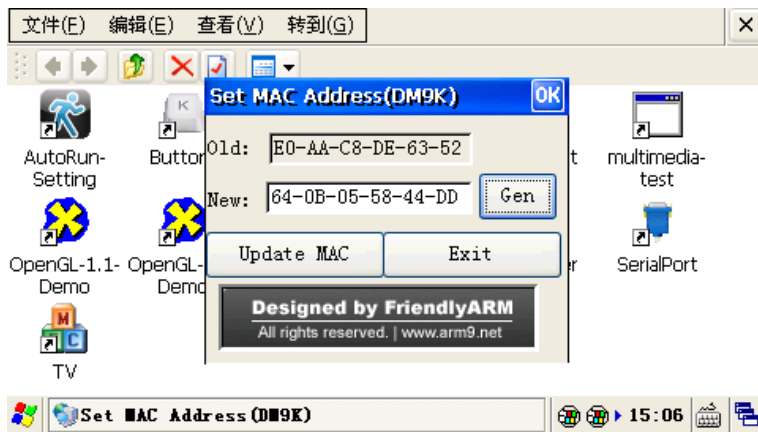 文件(F) 编辑(E) 查看(V) 转到(G)
Set MAC Address(DM9K) OK
Old: E0-AA-C8-DE-63-52
New: 64-0B-05-58-44-DD Gen
Update MAC Exit
Designed by FriendlyARM
All rights reserved. | www.arm9.net
K
AutoRun-
Setting
multimedia-
test
OpenGL-1.1-
Demo
OpenGL-
SerialPort
M
C
TV
Set MAC Address(DM9K)
15:06